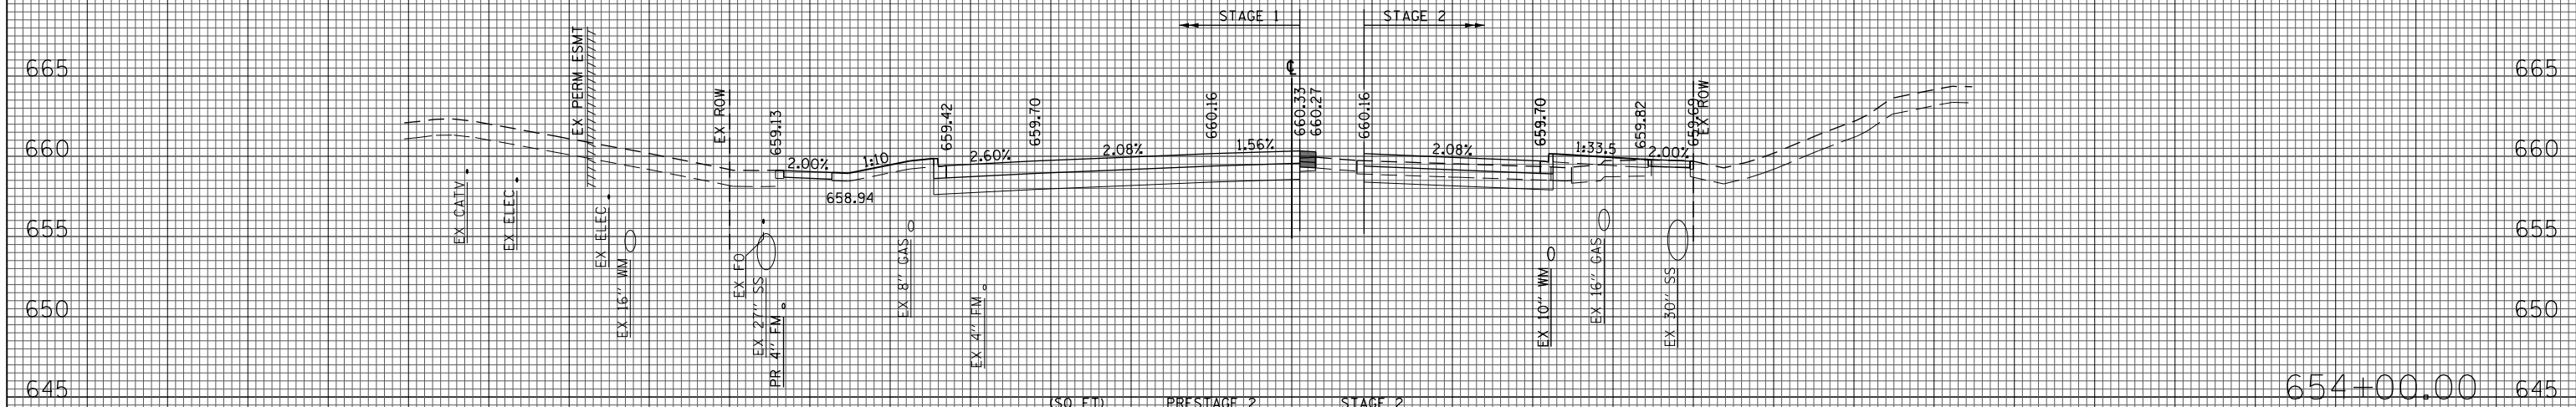 STAGE 1
STAGE 2
EX PERM ESMT
EX ROW
℄
EX ROW
665
665
660
660
655
655
650
650
645
645
659.13
659.42
659.70
660.16
660.33
660.27
660.16
659.70
659.82
659.69
2.00%
1:10
2.60%
2.08%
1.56%
2.08%
1:33.5
2.00%
658.94
EX CATV
EX ELEC
EX ELEC
EX 16" WM
EX FO
EX 27" SS
PR 4" FM
EX 8" GAS
EX 4" FM
EX 10" WM
EX 16" GAS
EX 30" SS
654+00.00
(SQ FT)
PRESTAGE 2
STAGE 2